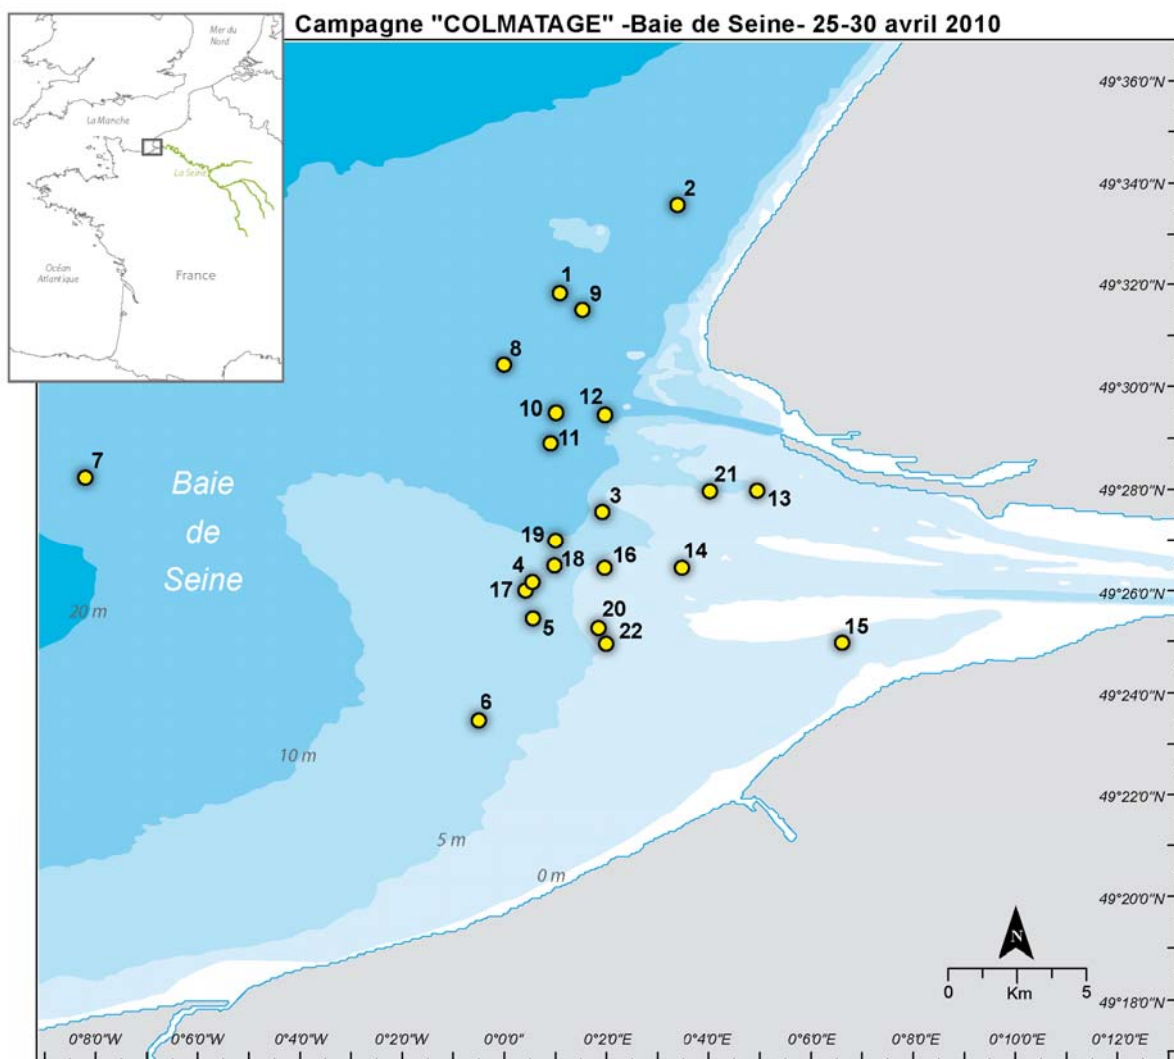 Campagne "COLMATAGE" -Baie de Seine- 25-30 avril 2010
Mer du
Nord
La Manche
La Seine
Océan
Atlantique
France
49°36'0"N
49°34'0"N
49°32'0"N
49°30'0"N
49°28'0"N
49°26'0"N
49°24'0"N
49°22'0"N
49°20'0"N
49°18'0"N
2
1
9
8
10
12
11
7
21
13
3
19
18
16
14
4
17
5
20
22
15
6
Baie
de
Seine
20 m
10 m
5 m
0 m
N
0 Km 5
0°8'0"W 0°6'0"W 0°4'0"W 0°2'0"W 0°0'0" 0°2'0"E 0°4'0"E 0°6'0"E 0°8'0"E 0°10'0"E 0°12'0"E